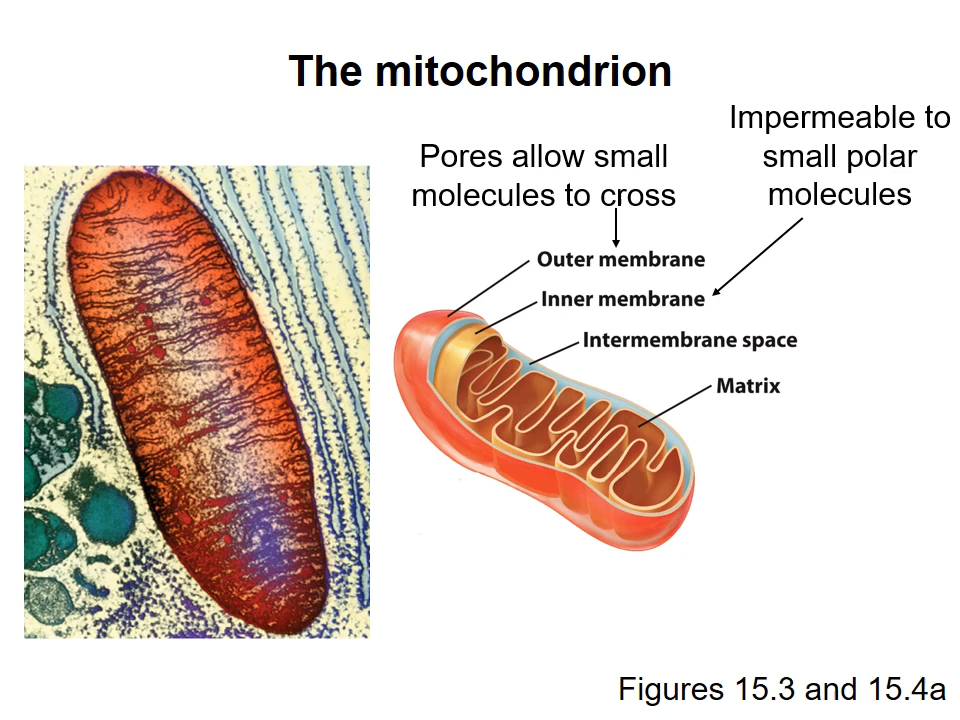 The mitochondrion
Impermeable to
small polar
molecules
Pores allow small
molecules to cross
Outer membrane
Inner membrane
Intermembrane space
Matrix
Figures 15.3 and 15.4a